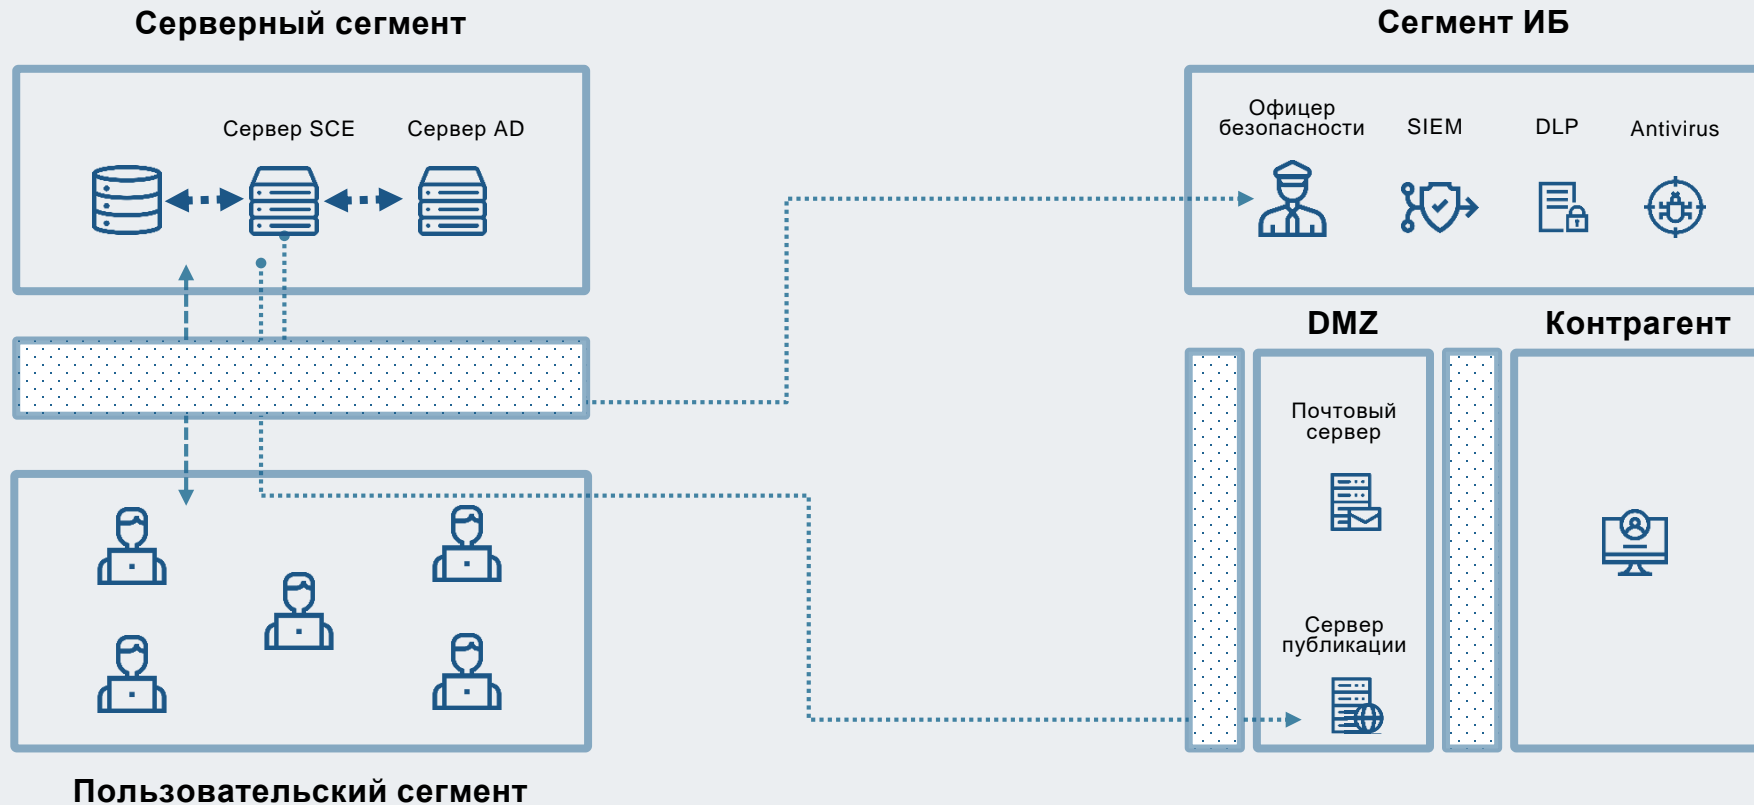 Серверный сегмент
Сегмент ИБ
Сервер SCE
Сервер AD
Офицер
безопасности
SIEM
DLP
Antivirus
DMZ
Контрагент
Почтовый
сервер
Сервер
публикации
Пользовательский сегмент